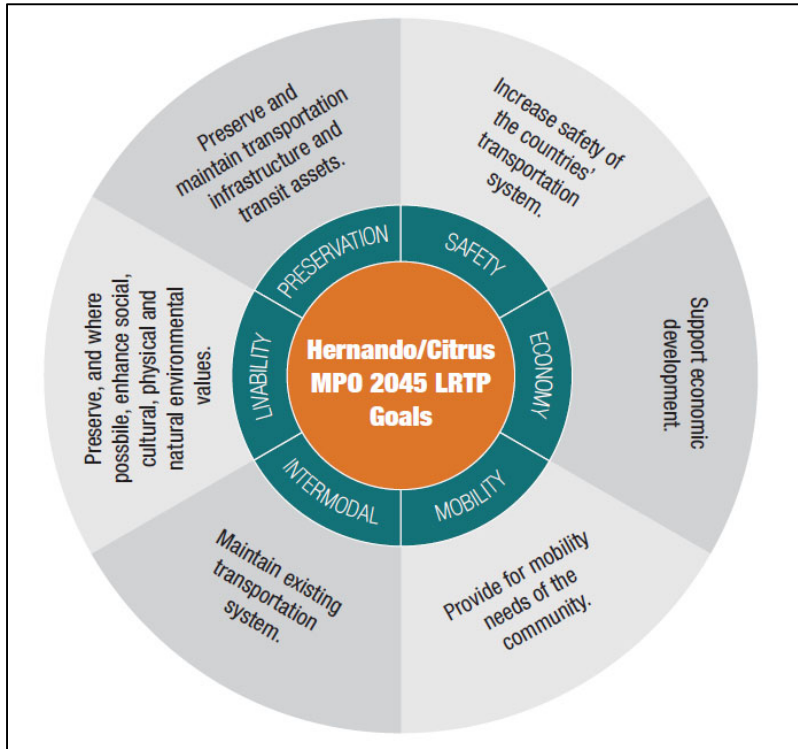 Hernando/Citrus
MPO 2045 LRTP
Goals
SAFETY
Increase safety of
the countries'
transportation
system.
ECONOMY
Support economic
development.
MOBILITY
Provide for mobility
needs of the
community.
INTERMODAL
Maintain existing
transportation
system.
LIVABILITY
Preserve, and where
possbile, enhance social,
cultural, physical and
natural environmental
values.
PRESERVATION
Preserve and
maintain transportation
infrastructure and
transit assets.